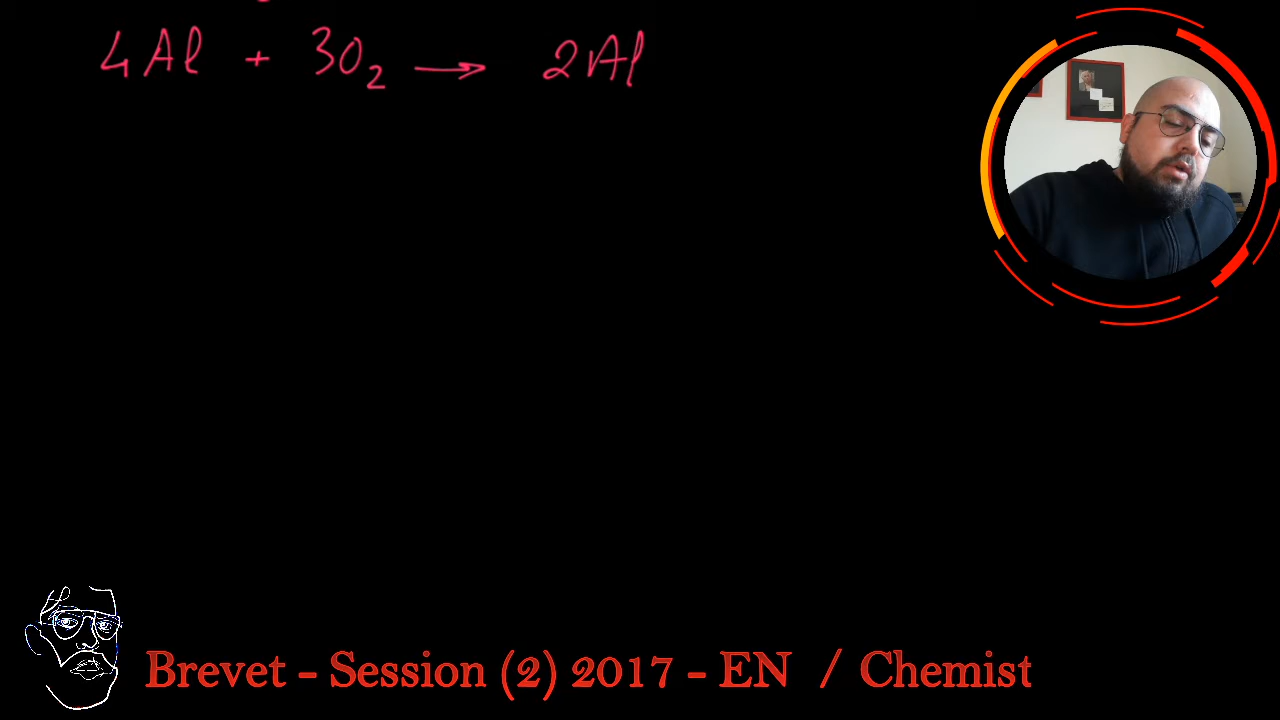 4Al + 3O₂ → 2Al
Brevet - Session (2) 2017 - EN / Chemist